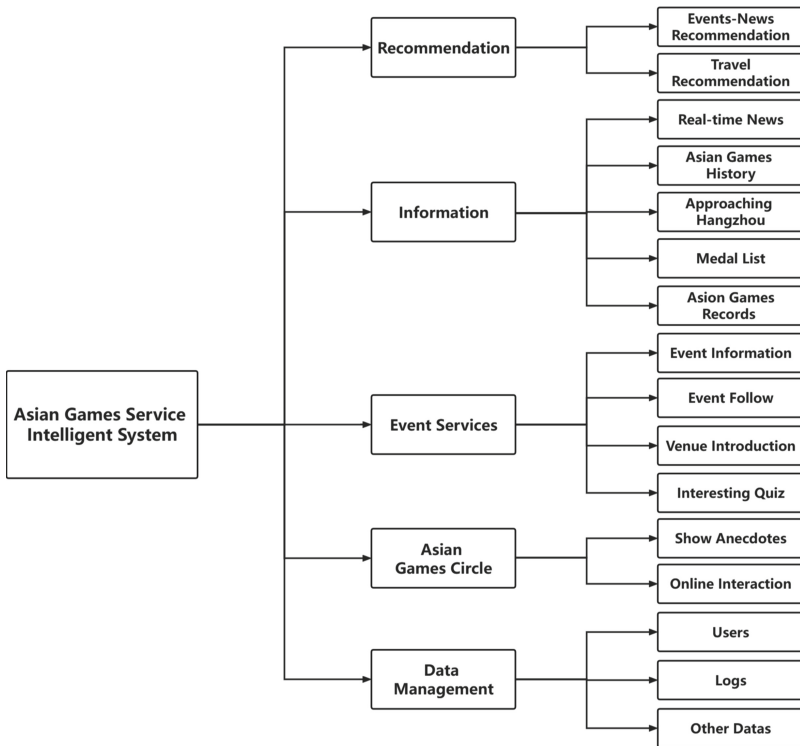 Asian Games Service
Intelligent System
Recommendation
Events-News
Recommendation
Travel
Recommendation
Information
Real-time News
Asian Games
History
Approaching
Hangzhou
Medal List
Asion Games
Records
Event Services
Event Information
Event Follow
Venue Introduction
Interesting Quiz
Asian
Games Circle
Show Anecdotes
Online Interaction
Data
Management
Users
Logs
Other Datas